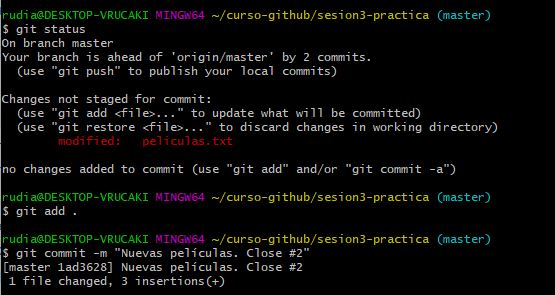 rudia@DESKTOP-VRUCAKI MINGW64 ~/curso-github/sesion3-practica (master)
$ git status
On branch master
Your branch is ahead of 'origin/master' by 2 commits.
  (use "git push" to publish your local commits)
Changes not staged for commit:
  (use "git add <file>..." to update what will be committed)
  (use "git restore <file>..." to discard changes in working directory)
        modified:   peliculas.txt
no changes added to commit (use "git add" and/or "git commit -a")
rudia@DESKTOP-VRUCAKI MINGW64 ~/curso-github/sesion3-practica (master)
$ git add .
rudia@DESKTOP-VRUCAKI MINGW64 ~/curso-github/sesion3-practica (master)
$ git commit -m "Nuevas películas. Close #2"
[master 1ad3628] Nuevas películas. Close #2
 1 file changed, 3 insertions(+)